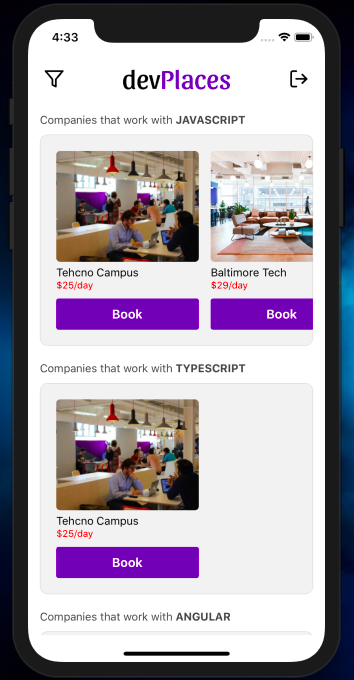 4:33
devPlaces
Companies that work with JAVASCRIPT
Tehcno Campus
$25/day
Book
Baltimore Tech
$29/day
Book
Companies that work with TYPESCRIPT
Tehcno Campus
$25/day
Book
Companies that work with ANGULAR